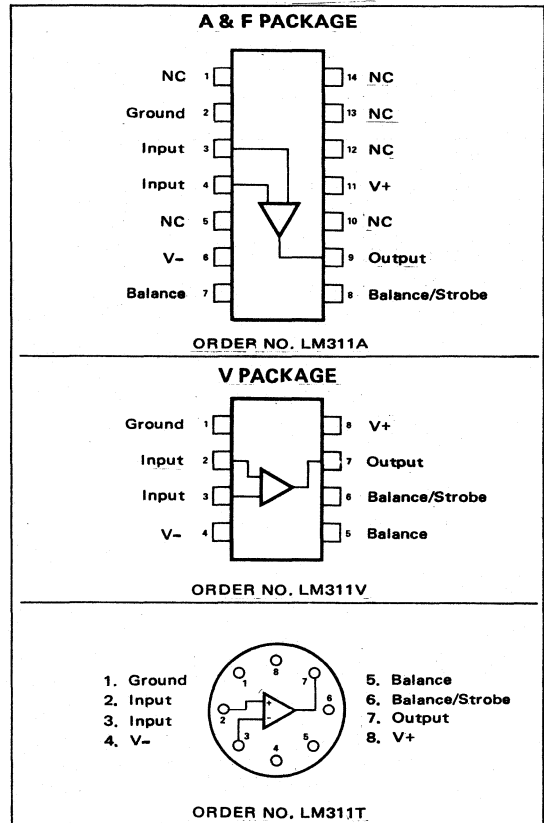 A & F PACKAGE
NC 1 14 NC
Ground 2 13 NC
Input 3 12 NC
Input 4 11 V+
NC 5 10 NC
V- 6 9 Output
Balance 7 8 Balance/Strobe
ORDER NO. LM311A
V PACKAGE
Ground 1 8 V+
Input 2 7 Output
Input 3 6 Balance/Strobe
V- 4 5 Balance
ORDER NO. LM311V
1. Ground
2. Input
3. Input
4. V-
8
1 7
+
2 6
-
3 5
4
5. Balance
6. Balance/Strobe
7. Output
8. V+
ORDER NO. LM311T